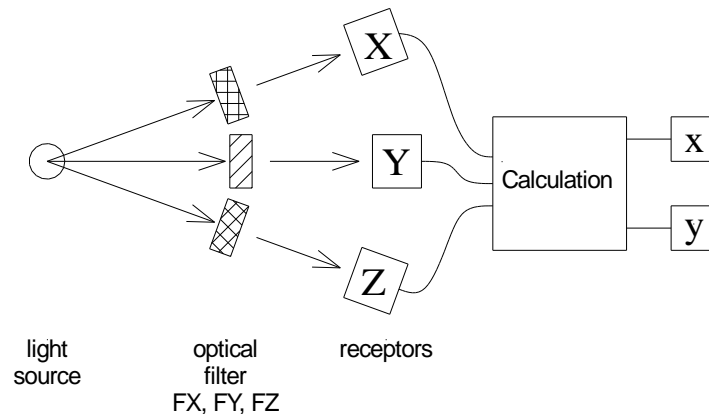 X
Y
Z
Calculation
x
y
light
source
optical
filter
FX, FY, FZ
receptors